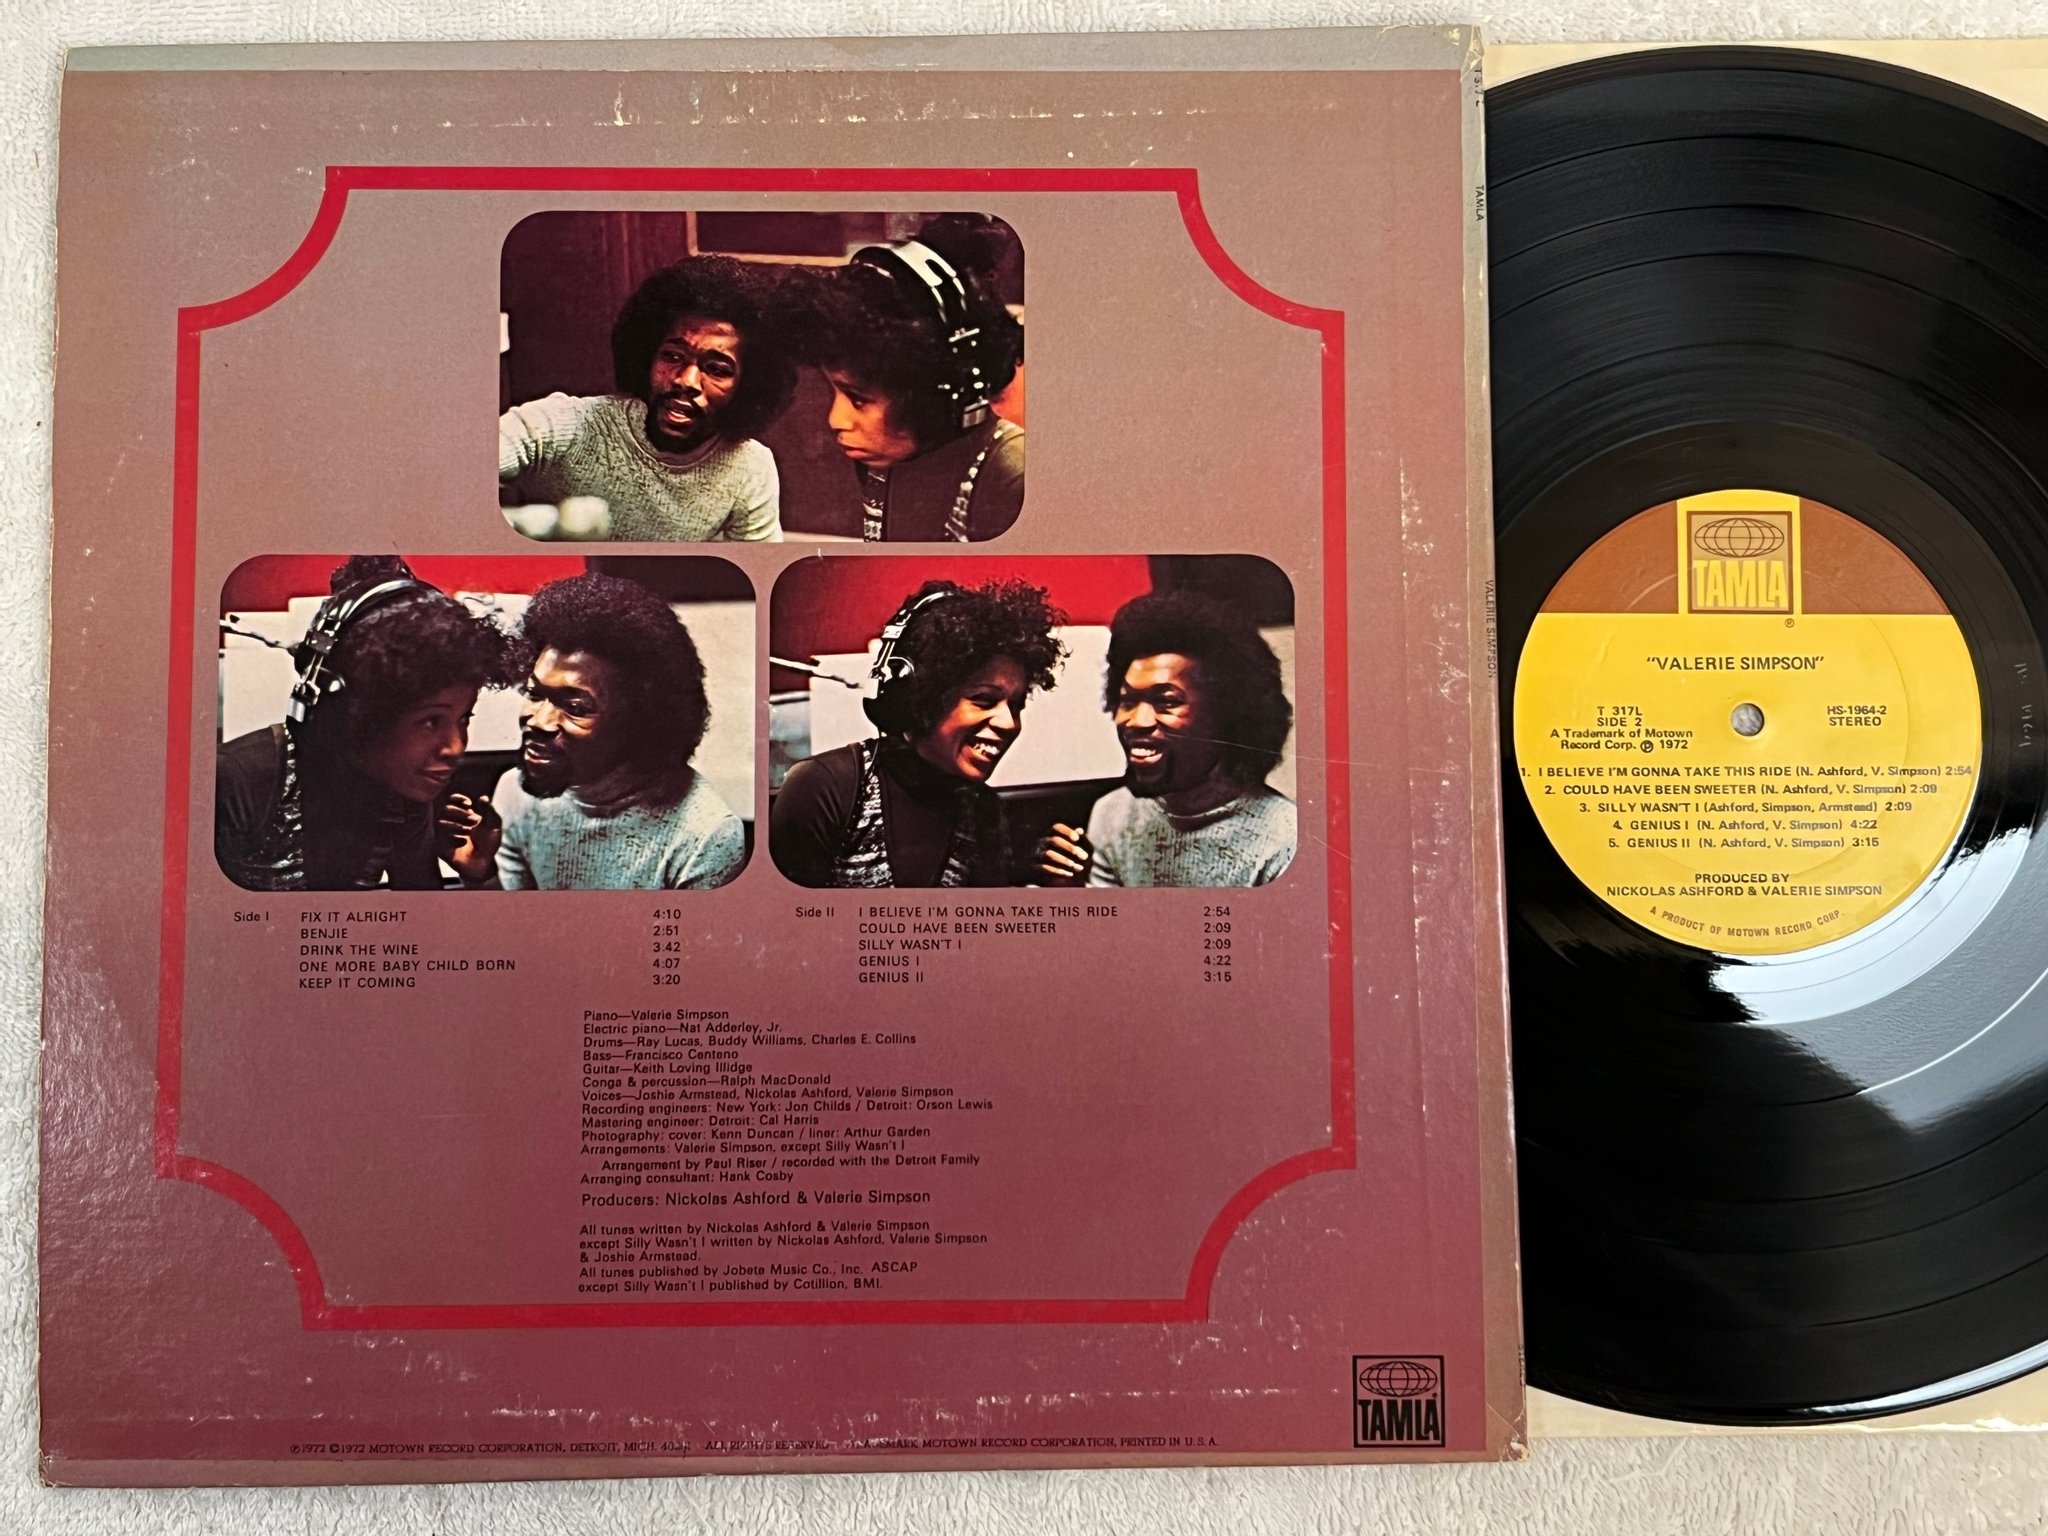 Side I FIX IT ALRIGHT 4:10
BENJIE 2:51
DRINK THE WINE 3:42
ONE MORE BABY CHILD BORN 4:07
KEEP IT COMING 3:20
Side II I BELIEVE I'M GONNA TAKE THIS RIDE 2:54
COULD HAVE BEEN SWEETER 2:09
SILLY WASN'T I 2:09
GENIUS I 4:22
GENIUS II 3:15
Piano—Valerie Simpson
Electric piano—Nat Adderley, Jr.
Drums—Ray Lucas, Buddy Williams, Charles E. Collins
Bass—Francisco Centeno
Guitar—Keith Loving Illidge
Conga & percussion—Ralph MacDonald
Voices—Joshie Armstead, Nickolas Ashford, Valerie Simpson
Recording engineers: New York: Jon Childs / Detroit: Orson Lewis
Mastering engineer: Detroit: Cal Harris
Photography: cover: Kenn Duncan / liner: Arthur Garden
Arrangements: Valerie Simpson, except Silly Wasn't I
Arrangement by Paul Riser / recorded with the Detroit Family
Arranging consultant: Hank Cosby
Producers: Nickolas Ashford & Valerie Simpson
All tunes written by Nickolas Ashford & Valerie Simpson
except Silly Wasn't I written by Nickolas Ashford, Valerie Simpson
& Joshie Armstead.
All tunes published by Jobete Music Co., Inc. ASCAP
except Silly Wasn't I published by Cotillion, BMI.
TAMLA
℗1972 ©1972 MOTOWN RECORD CORPORATION, DETROIT, MICH. ALL RIGHTS RESERVED TRADEMARK MOTOWN RECORD CORPORATION, PRINTED IN U.S.A.
TAMLA
VALERIE SIMPSON
TAMLA
®
"VALERIE SIMPSON"
T 317L
SIDE 2
A Trademark of Motown
Record Corp. ℗ 1972
HS-1964-2
STEREO
1. I BELIEVE I'M GONNA TAKE THIS RIDE (N. Ashford, V. Simpson) 2:54
2. COULD HAVE BEEN SWEETER (N. Ashford, V. Simpson) 2:09
3. SILLY WASN'T I (Ashford, Simpson, Armstead) 2:09
4. GENIUS I (N. Ashford, V. Simpson) 4:22
5. GENIUS II (N. Ashford, V. Simpson) 3:15
PRODUCED BY
NICKOLAS ASHFORD & VALERIE SIMPSON
A PRODUCT OF MOTOWN RECORD CORP.